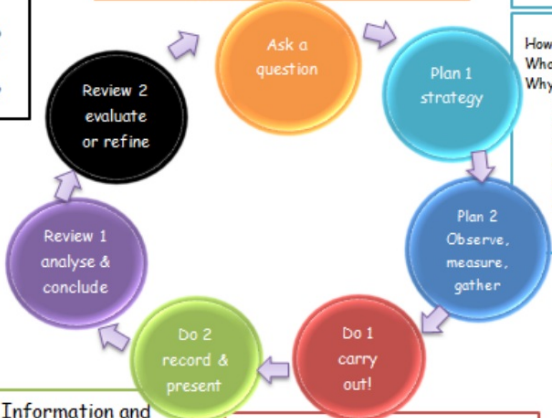 Ask a
question
Plan 1
strategy
How
Why
Plan 2
Observe,
measure,
gather
Do 1
carry
out!
Do 2
record &
present
Review 1
analyse &
conclude
Review 2
evaluate
or refine
Information and